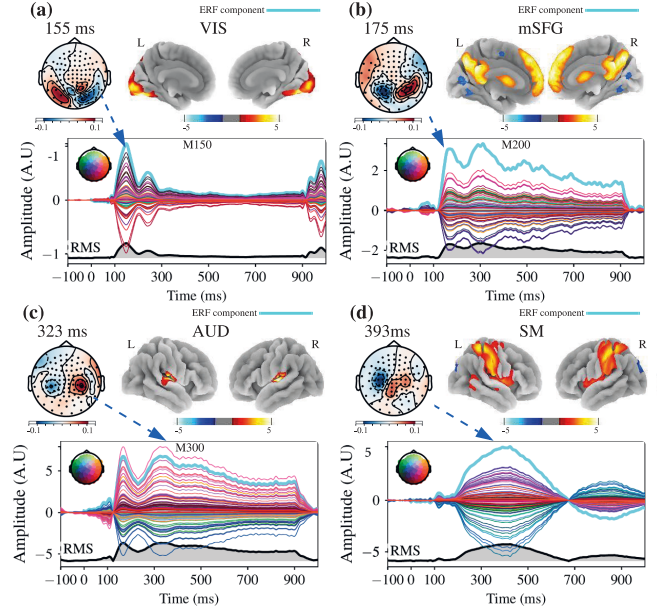 (a)
ERF component
155 ms
VIS
L
R
-0.1
0.1
-5
5
M150
Amplitude (A.U)
-1
0
−1
RMS
−100 0 100 300 500 700 900
Time (ms)
(b)
ERF component
175 ms
mSFG
L
R
-0.1
0.1
-5
5
M200
Amplitude (A.U)
2
0
−2
RMS
−100 0 100 300 500 700 900
Time (ms)
(c)
ERF component
323 ms
AUD
L
R
-0.1
0.1
-5
5
M300
Amplitude (A.U)
5
0
−5
RMS
−100 0 100 300 500 700 900
Time (ms)
(d)
ERF component
393ms
SM
L
R
-0.1
0.1
-5
5
Amplitude (A.U)
5
0
-5
RMS
−100 0 100 300 500 700 900
Time (ms)